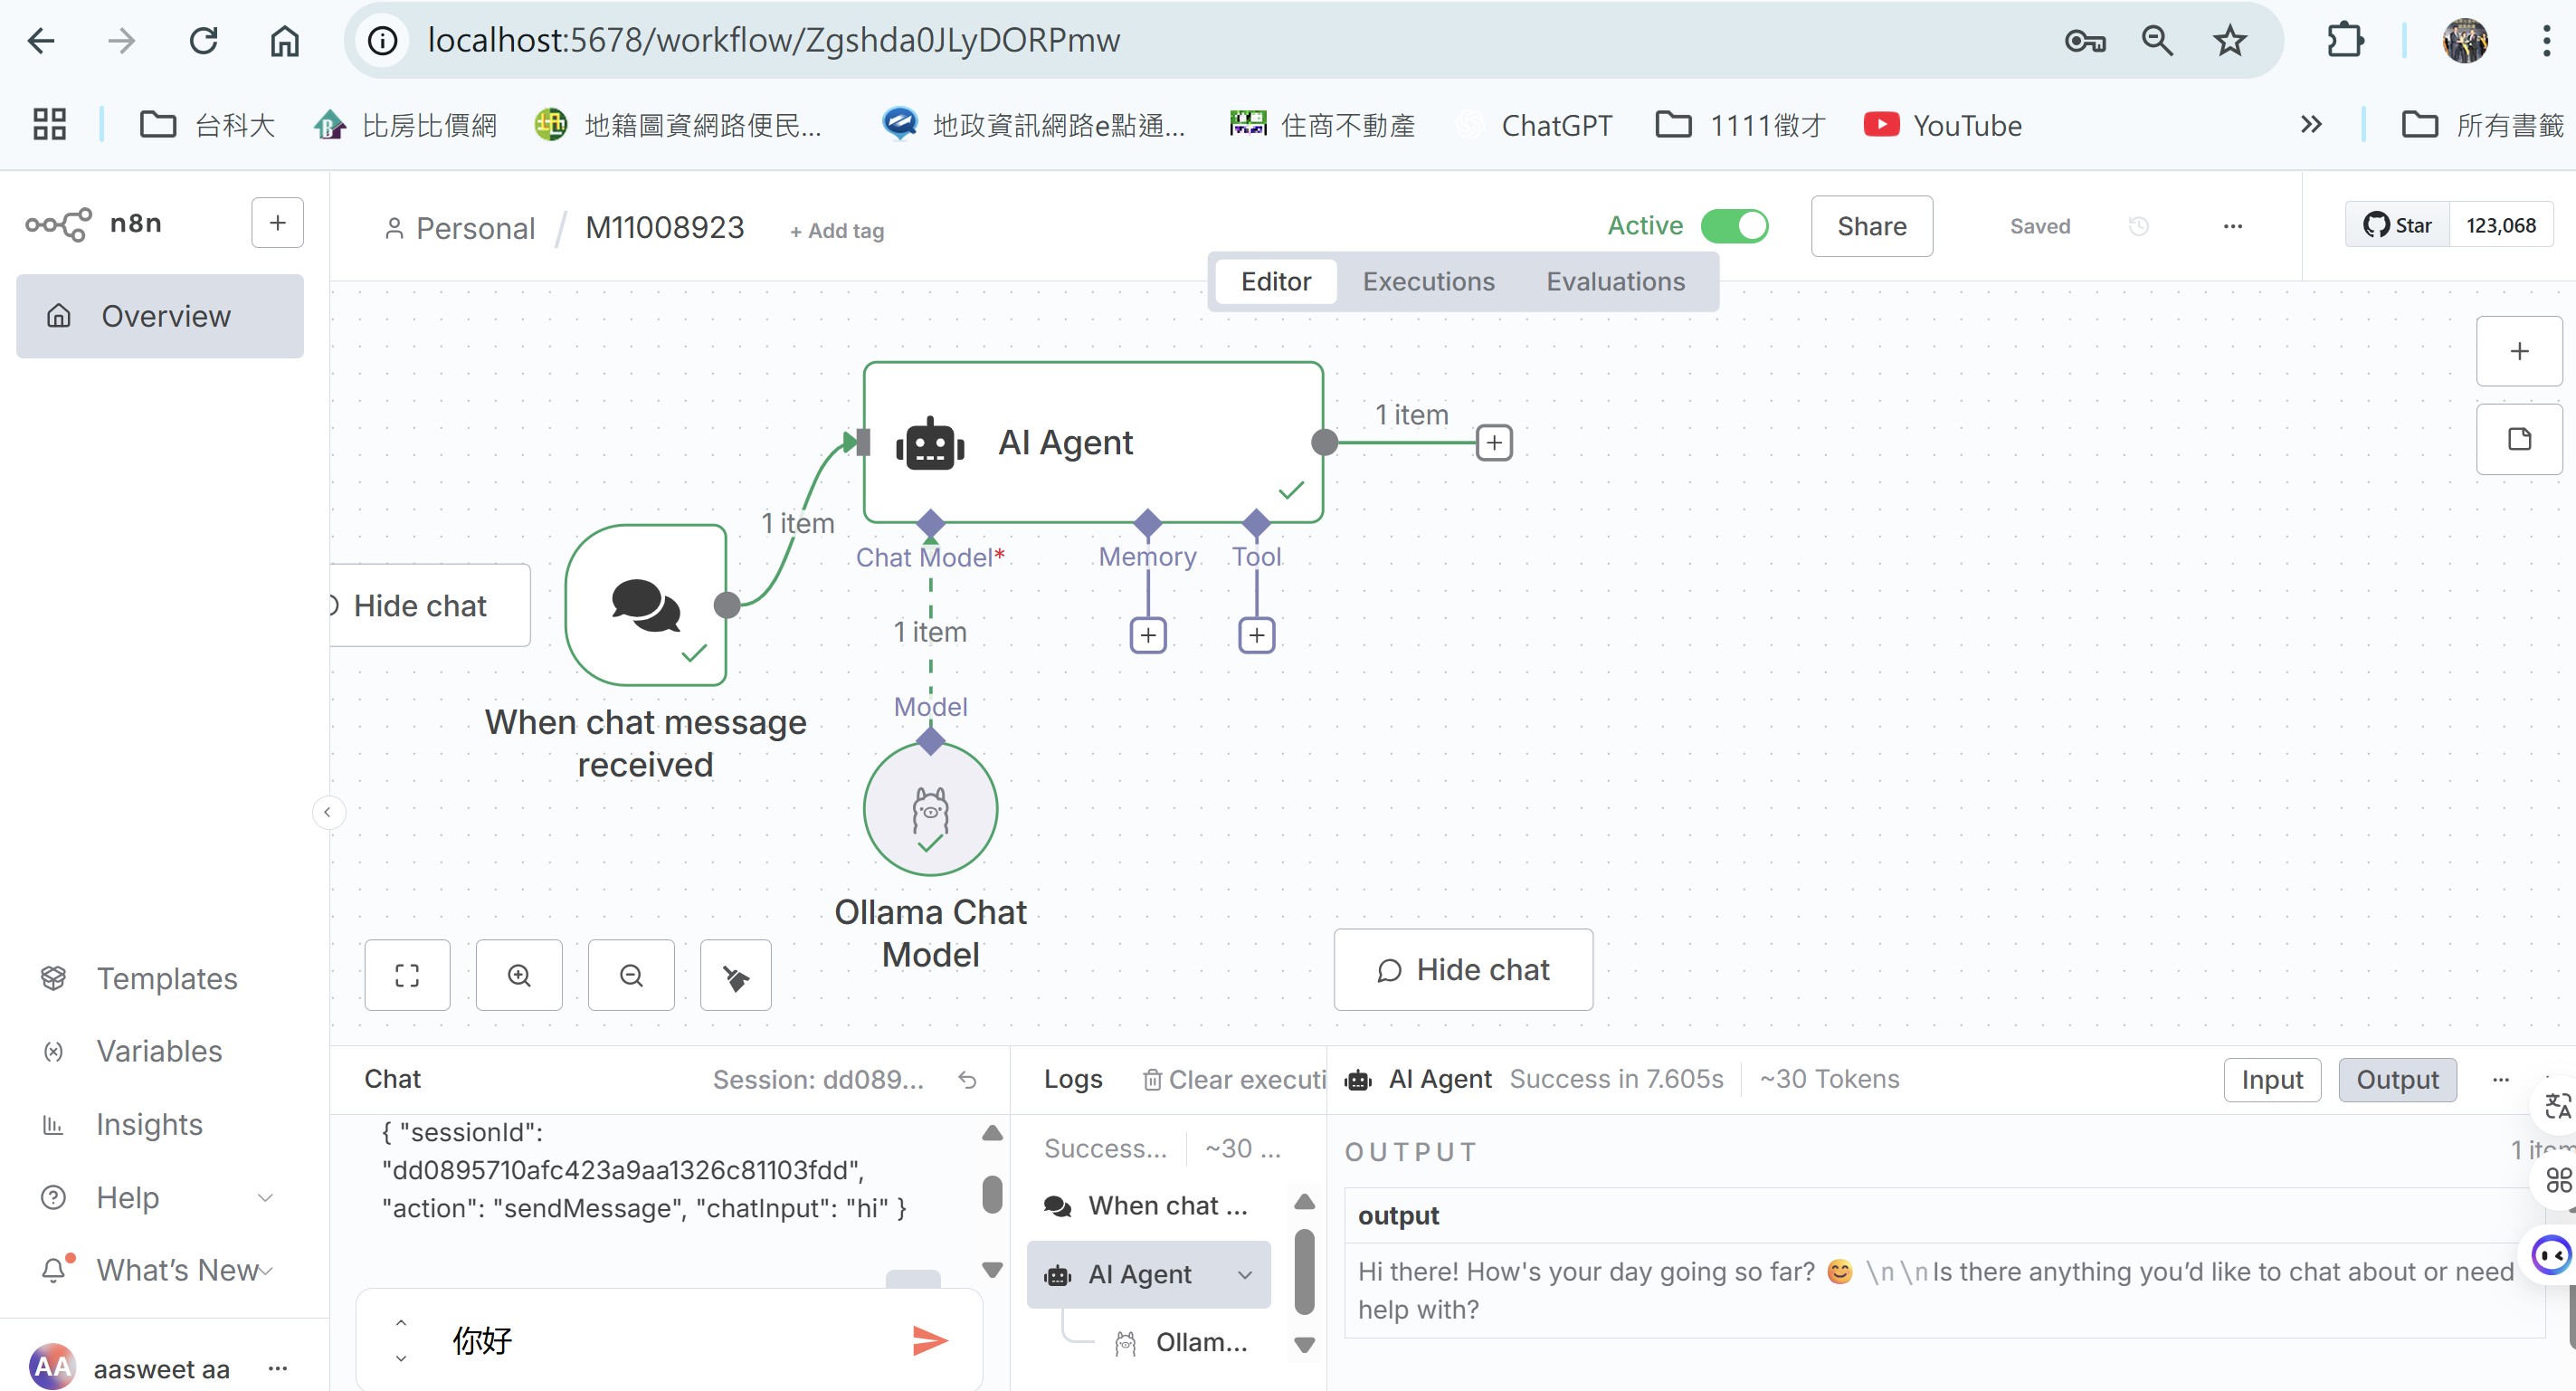 localhost:5678/workflow/Zgshda0JLyDORPmw
台科大
比房比價網
地籍圖資網路便民...
地政資訊網路e點通...
住商不動產
ChatGPT
1111徵才
YouTube
所有書籤
n8n
Personal / M11008923 + Add tag
Active
Share
Saved
...
Star 123,068
Editor Executions Evaluations
Overview
AI Agent
1 item
1 item
Chat Model* Memory Tool
Hide chat
1 item
Model
When chat message
received
Ollama Chat
Model
Hide chat
Templates
Variables
Insights
Help
What's New
AA aasweet aa ...
Chat Session: dd089...
{ "sessionId":
"dd0895710afc423a9aa1326c81103fdd",
"action": "sendMessage", "chatInput": "hi" }
你好
Logs Clear executi
Success... ~30 ...
When chat ...
AI Agent
Ollam...
AI Agent Success in 7.605s ~30 Tokens
Input Output ...
OUTPUT 1 item
output
Hi there! How's your day going so far? 😊 \n\nIs there anything you'd like to chat about or need
help with?